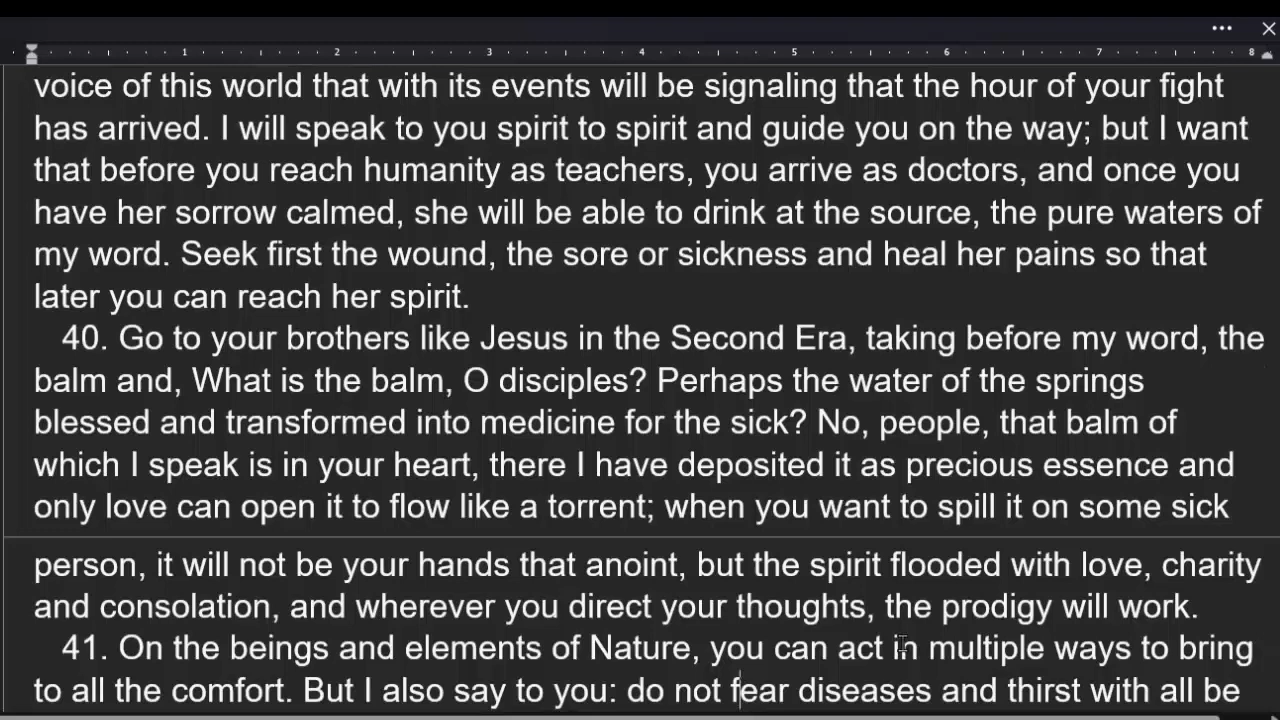 1 2 3 4 5 6 7 8
voice of this world that with its events will be signaling that the hour of your fight
has arrived. I will speak to you spirit to spirit and guide you on the way; but I want
that before you reach humanity as teachers, you arrive as doctors, and once you
have her sorrow calmed, she will be able to drink at the source, the pure waters of
my word. Seek first the wound, the sore or sickness and heal her pains so that
later you can reach her spirit.
40. Go to your brothers like Jesus in the Second Era, taking before my word, the
balm and, What is the balm, O disciples? Perhaps the water of the springs
blessed and transformed into medicine for the sick? No, people, that balm of
which I speak is in your heart, there I have deposited it as precious essence and
only love can open it to flow like a torrent; when you want to spill it on some sick
person, it will not be your hands that anoint, but the spirit flooded with love, charity
and consolation, and wherever you direct your thoughts, the prodigy will work.
41. On the beings and elements of Nature, you can act in multiple ways to bring
to all the comfort. But I also say to you: do not fear diseases and thirst with all be